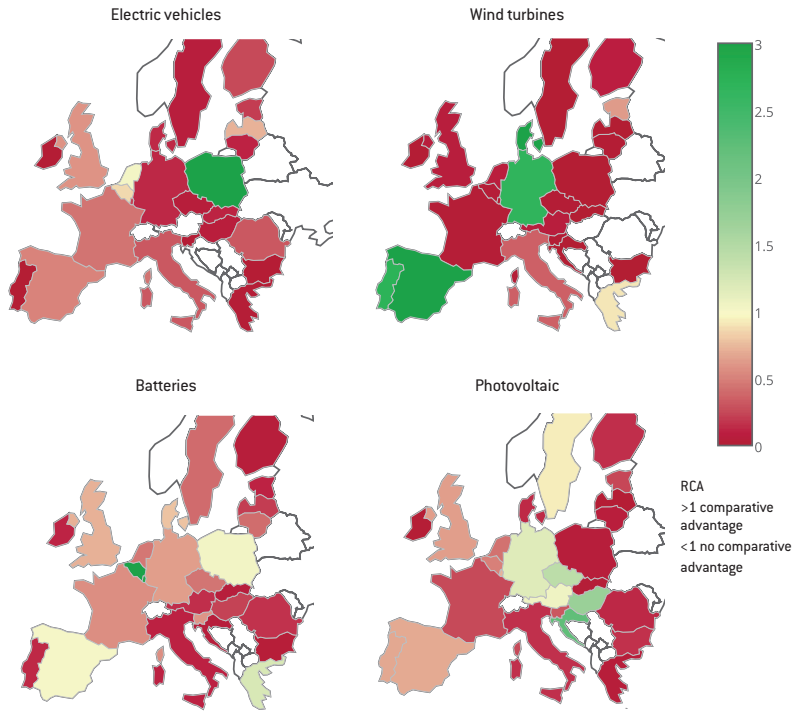 Electric vehicles
Wind turbines
3
2.5
2
1.5
1
0.5
0
Batteries
Photovoltaic
RCA
>1 comparative
advantage
<1 no comparative
advantage